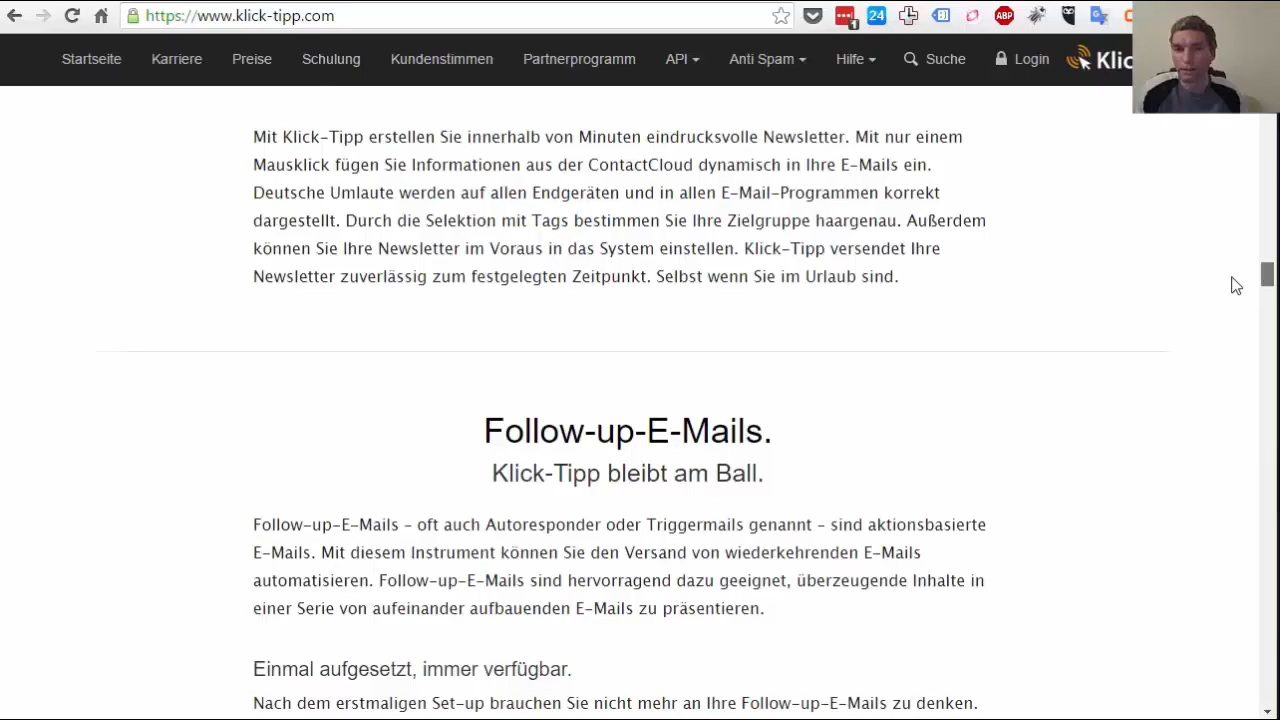 https://www.klick-tipp.com
24
1
ABP
Startseite Karriere Preise Schulung Kundenstimmen Partnerprogramm API Anti Spam Hilfe Suche Login
Mit Klick-Tipp erstellen Sie innerhalb von Minuten eindrucksvolle Newsletter. Mit nur einem
Mausklick fügen Sie Informationen aus der ContactCloud dynamisch in Ihre E-Mails ein.
Deutsche Umlaute werden auf allen Endgeräten und in allen E-Mail-Programmen korrekt
dargestellt. Durch die Selektion mit Tags bestimmen Sie Ihre Zielgruppe haargenau. Außerdem
können Sie Ihre Newsletter im Voraus in das System einstellen. Klick-Tipp versendet Ihre
Newsletter zuverlässig zum festgelegten Zeitpunkt. Selbst wenn Sie im Urlaub sind.
Follow-up-E-Mails.
Klick-Tipp bleibt am Ball.
Follow-up-E-Mails – oft auch Autoresponder oder Triggermails genannt – sind aktionsbasierte
E-Mails. Mit diesem Instrument können Sie den Versand von wiederkehrenden E-Mails
automatisieren. Follow-up-E-Mails sind hervorragend dazu geeignet, überzeugende Inhalte in
einer Serie von aufeinander aufbauenden E-Mails zu präsentieren.
Einmal aufgesetzt, immer verfügbar.
Nach dem erstmaligen Set-up brauchen Sie nicht mehr an Ihre Follow-up-E-Mails zu denken.